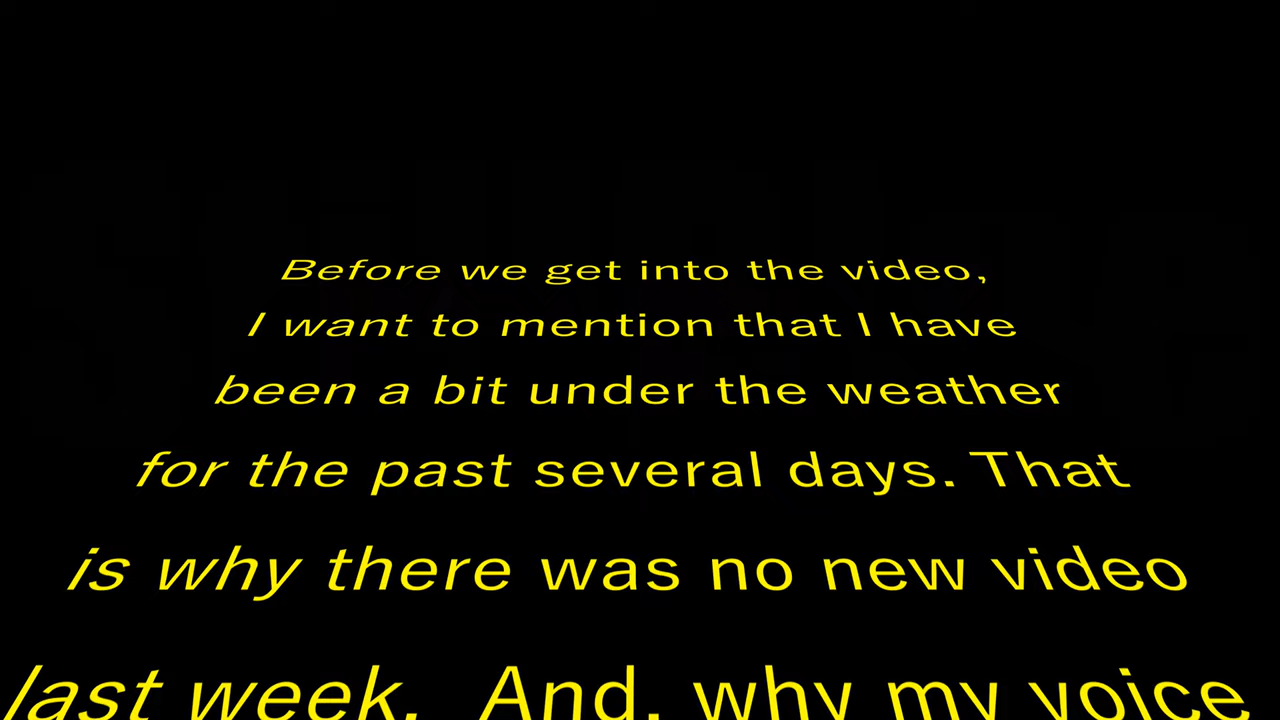 Before we get into the video,
I want to mention that I have
been a bit under the weather
for the past several days. That
is why there was no new video
last week. And, why my voice